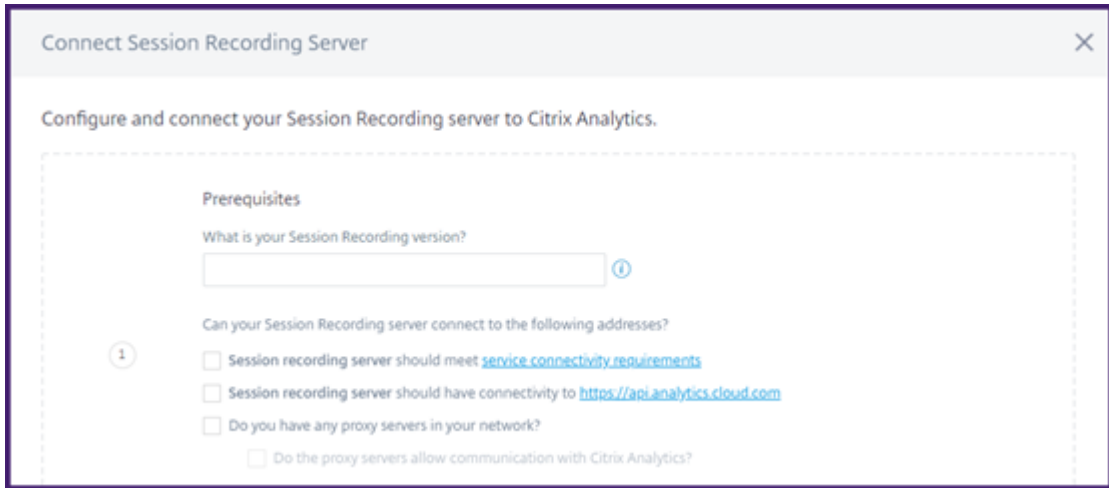 Connect Session Recording Server
Configure and connect your Session Recording server to Citrix Analytics.
Prerequisites
What is your Session Recording version?
i
Can your Session Recording server connect to the following addresses?
1
Session recording server should meet service connectivity requirements
Session recording server should have connectivity to https://api.analytics.cloud.com
Do you have any proxy servers in your network?
Do the proxy servers allow communication with Citrix Analytics?